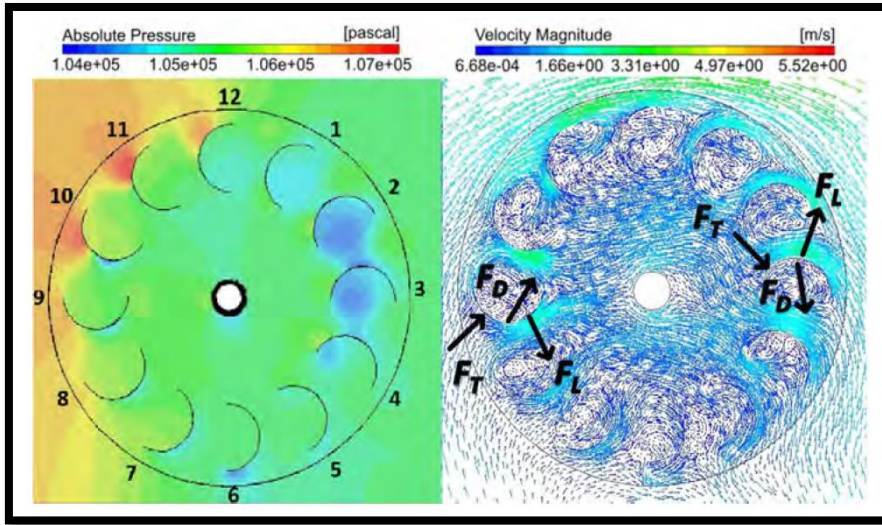 Absolute Pressure [pascal]
1.04e+05 1.05e+05 1.06e+05 1.07e+05
Velocity Magnitude [m/s]
6.68e-04 1.66e+00 3.31e+00 4.97e+00 5.52e+00
12
11
1
10
2
9
3
8
4
7
5
6
F_L
F_T
F_D
F_D
F_T
F_L